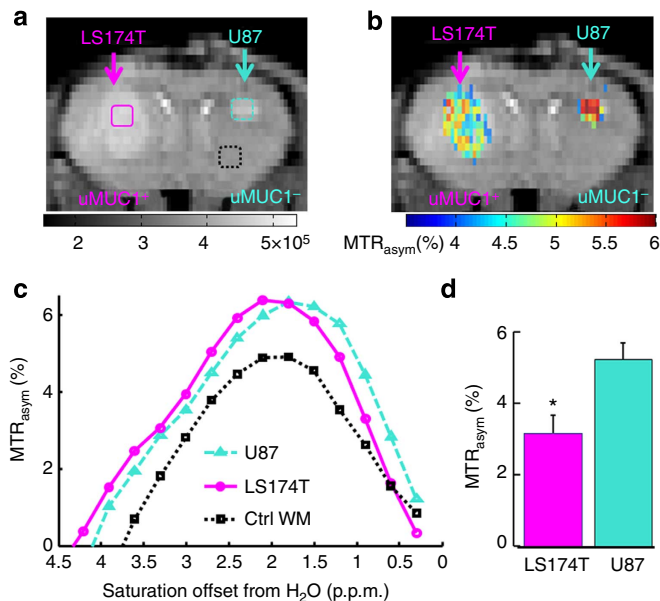 a
LS174T
U87
uMUC1⁻
uMUC1⁻
2 3 4 5×10⁵
b
LS174T
U87
uMUC1⁻
MTRasym(%) 4 4.5 5 5.5 6
c
MTRasym (%)
6
4
2
0
U87
LS174T
Ctrl WM
4.5 4 3.5 3 2.5 2 1.5 1 0.5 0
Saturation offset from H₂O (p.p.m.)
d
MTRasym (%)
6
4
2
0
*
LS174T U87